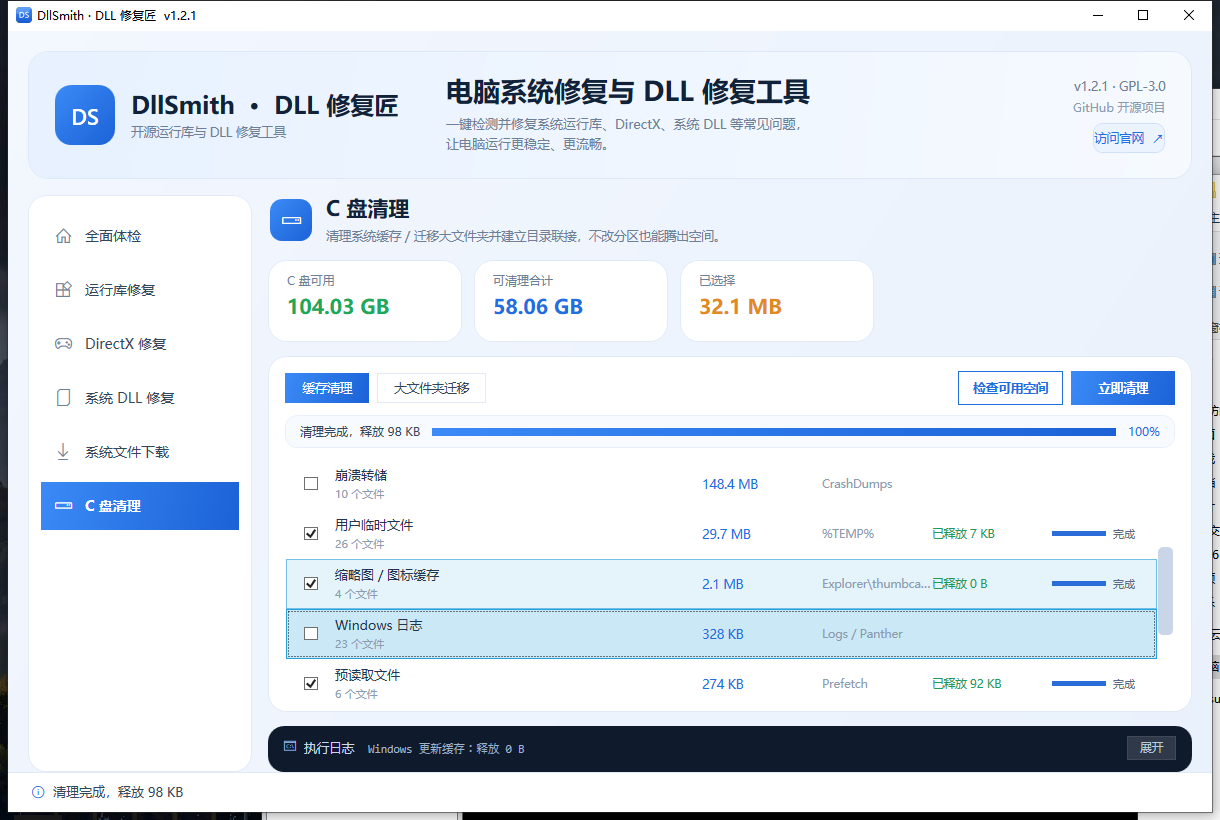 DS DllSmith · DLL 修复匠 v1.2.1
DS
DllSmith • DLL 修复匠
开源运行库与 DLL 修复工具
电脑系统修复与 DLL 修复工具
一键检测并修复系统运行库、DirectX、系统 DLL 等常见问题，
让电脑运行更稳定、更流畅。
v1.2.1 · GPL-3.0
GitHub 开源项目
访问官网 ↗
全面体检
运行库修复
DirectX 修复
系统 DLL 修复
系统文件下载
C 盘清理
C 盘清理
清理系统缓存 / 迁移大文件夹并建立目录联接，不改分区也能腾出空间。
C 盘可用
104.03 GB
可清理合计
58.06 GB
已选择
32.1 MB
缓存清理
大文件夹迁移
检查可用空间
立即清理
清理完成，释放 98 KB
100%
崩溃转储
10 个文件
148.4 MB
CrashDumps
用户临时文件
26 个文件
29.7 MB
%TEMP%
已释放 7 KB
完成
缩略图 / 图标缓存
4 个文件
2.1 MB
Explorer\thumbca...
已释放 0 B
完成
Windows 日志
23 个文件
328 KB
Logs / Panther
预读取文件
6 个文件
274 KB
Prefetch
已释放 92 KB
完成
执行日志
Windows 更新缓存：释放 0 B
展开
清理完成，释放 98 KB